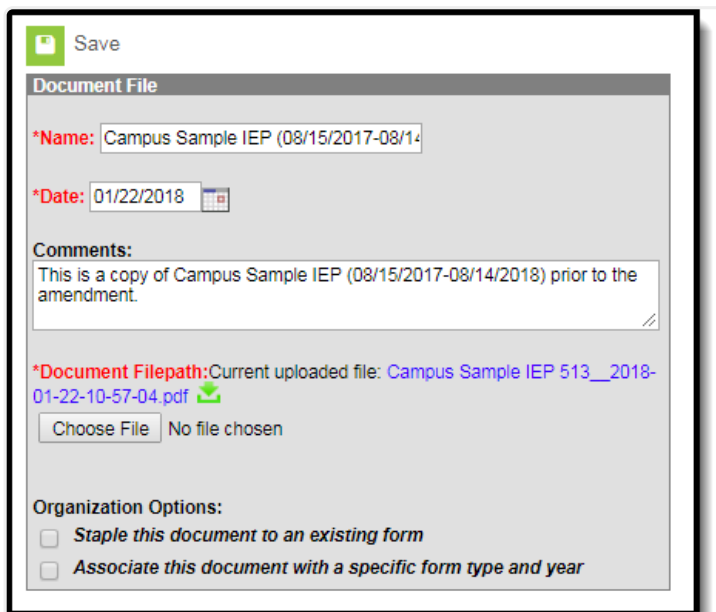 Save
Document File
*Name: Campus Sample IEP (08/15/2017-08/14
*Date: 01/22/2018
Comments:
This is a copy of Campus Sample IEP (08/15/2017-08/14/2018) prior to the
amendment.
*Document Filepath:Current uploaded file: Campus Sample IEP 513__2018-
01-22-10-57-04.pdf
Choose File No file chosen
Organization Options:
Staple this document to an existing form
Associate this document with a specific form type and year